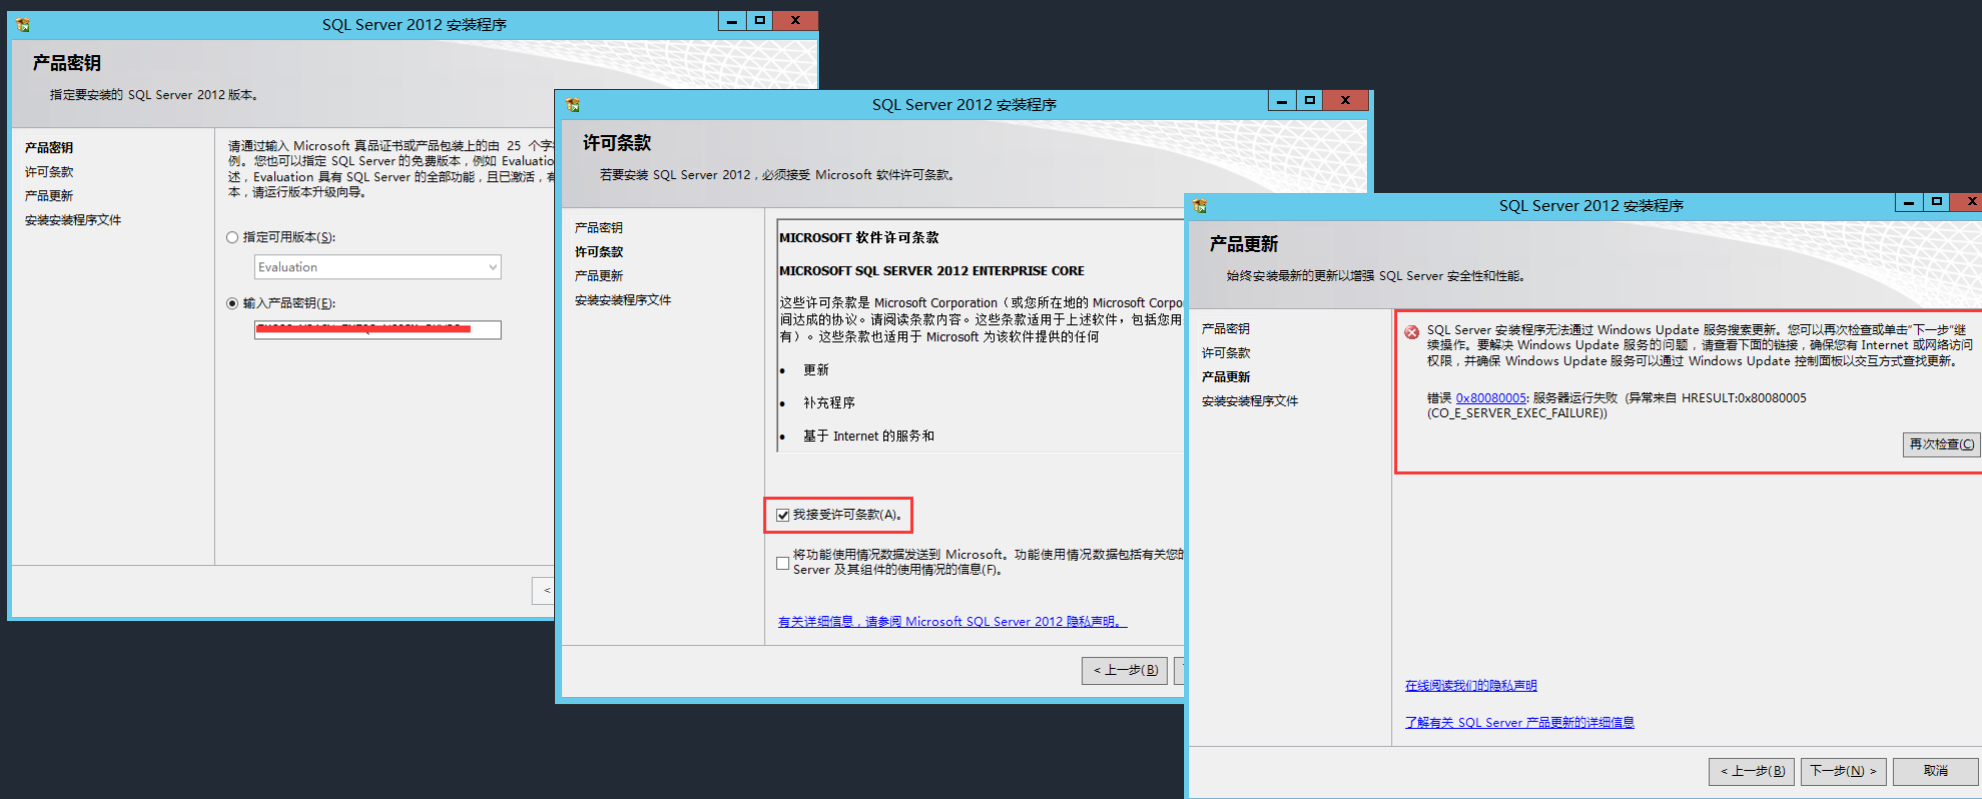 SQL Server 2012 安装程序
产品密钥
指定要安装的 SQL Server 2012 版本。
产品密钥
许可条款
产品更新
安装安装程序文件
请通过输入 Microsoft 真品证书或产品包装上的由 25 个字
例。您也可以指定 SQL Server 的免费版本，例如 Evaluatio
述，Evaluation 具有 SQL Server 的全部功能，且已激活，有
本，请运行版本升级向导。
指定可用版本(S):
Evaluation
输入产品密钥(E):
<
SQL Server 2012 安装程序
许可条款
若要安装 SQL Server 2012，必须接受 Microsoft 软件许可条款。
产品密钥
许可条款
产品更新
安装安装程序文件
MICROSOFT 软件许可条款
MICROSOFT SQL SERVER 2012 ENTERPRISE CORE
这些许可条款是 Microsoft Corporation（或您所在地的 Microsoft Corpo
间达成的协议。请阅读条款内容。这些条款适用于上述软件，包括您用
有）。这些条款也适用于 Microsoft 为该软件提供的任何
• 更新
• 补充程序
• 基于 Internet 的服务和
我接受许可条款(A)。
将功能使用情况数据发送到 Microsoft。功能使用情况数据包括有关您的
Server 及其组件的使用情况的信息(F)。
有关详细信息，请参阅 Microsoft SQL Server 2012 隐私声明。
< 上一步(B)
SQL Server 2012 安装程序
产品更新
始终安装最新的更新以增强 SQL Server 安全性和性能。
产品密钥
许可条款
产品更新
安装安装程序文件
SQL Server 安装程序无法通过 Windows Update 服务搜索更新。您可以再次检查或单击"下一步"继
续操作。要解决 Windows Update 服务的问题，请查看下面的链接，确保您有 Internet 或网络访问
权限，并确保 Windows Update 服务可以通过 Windows Update 控制面板以交互方式查找更新。
错误 0x80080005: 服务器运行失败 (异常来自 HRESULT:0x80080005
(CO_E_SERVER_EXEC_FAILURE))
再次检查(C)
在线阅读我们的隐私声明
了解有关 SQL Server 产品更新的详细信息
< 上一步(B)
下一步(N) >
取消